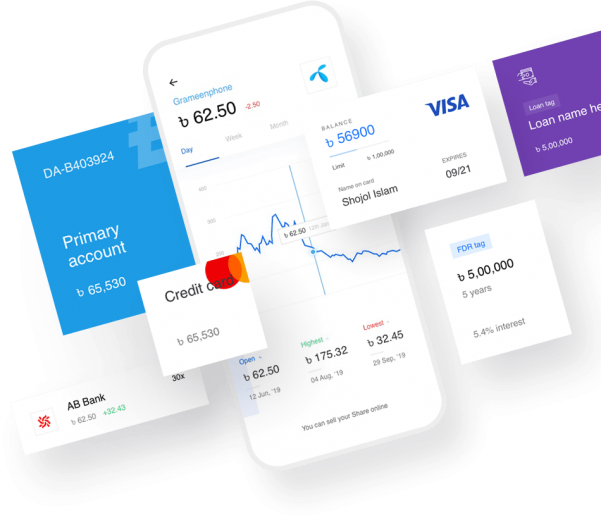 Grameenphone
৳ 62.50 -2.50
Day Week Month
400
300
200
৳ 62.50 12th Jan
Open -
৳ 62.50
12 Jun, '19
Highest -
৳ 175.32
04 Aug, '19
Lowest -
৳ 32.45
29 Sep, '19
You can sell your Share online
DA-B403924
Primary
account
৳ 65,530
Credit card
৳ 65,530
AB Bank
৳ 62.50 +32.43
30x
BALANCE
৳ 56900
Limit ৳ 1,00,000
Name on card
Shojol Islam
EXPIRES
09/21
VISA
Loan tag
Loan name he
৳ 5,00,000
FDR tag
৳ 5,00,000
5 years
5.4% interest